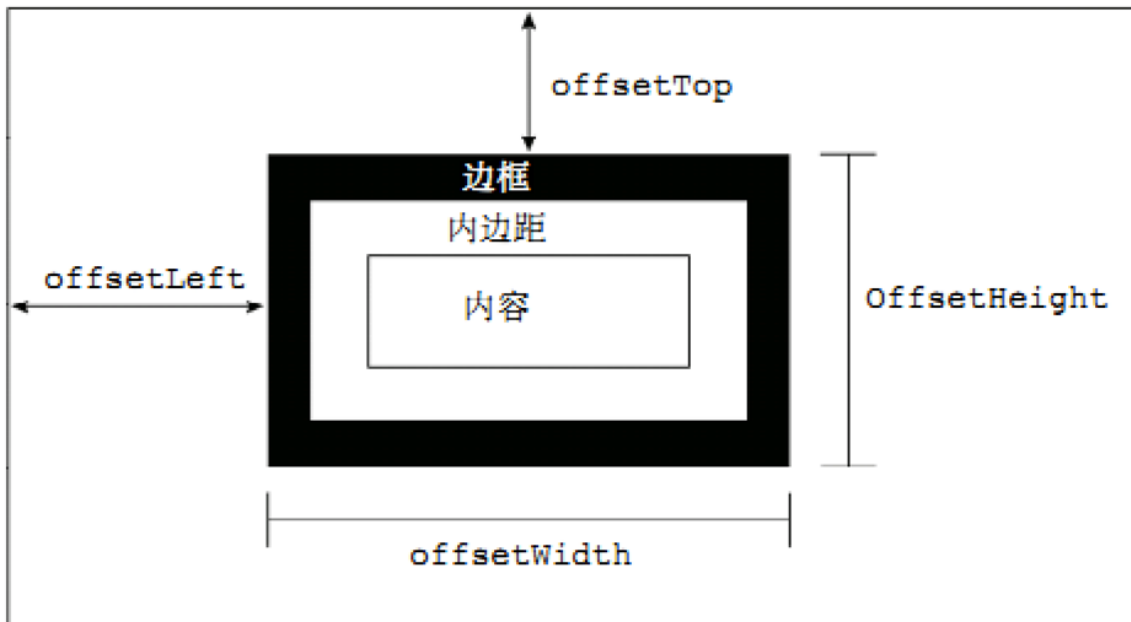 offsetTop
边框
内边距
offsetLeft
内容
OffsetHeight
offsetWidth